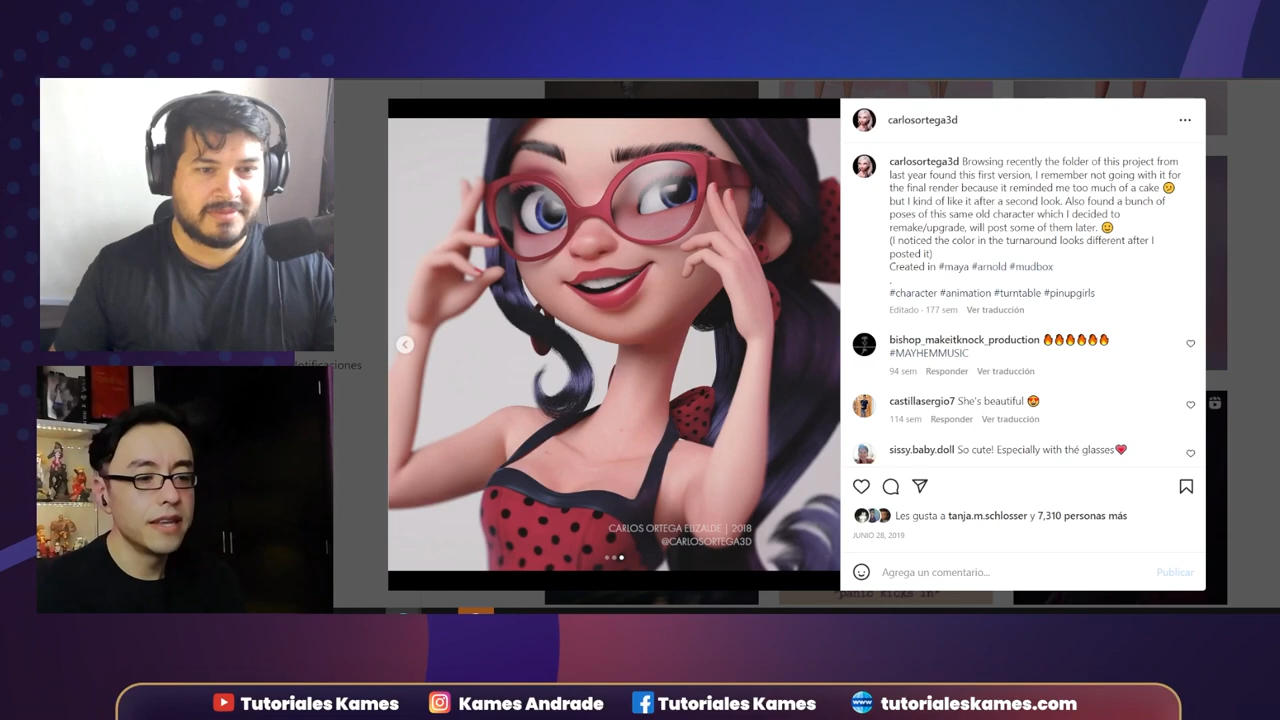 carlosortega3d
carlosortega3d Browsing recently the folder of this project from
last year found this first version, I remember not going with it for
the final render because it reminded me too much of a cake 😕
but I kind of like it after a second look. Also found a bunch of
poses of this same old character which I decided to
remake/upgrade, will post some of them later. 🙂
(I noticed the color in the turnaround looks different after I
posted it)
Created in #maya #arnold #mudbox
.
#character #animation #turntable #pinupgirls
Editado · 177 sem Ver traducción
bishop_makeitknock_production 🔥🔥🔥🔥🔥🔥
#MAYHEMMUSIC
94 sem Responder Ver traducción
castillasergio7 She's beautiful 😍
114 sem Responder Ver traducción
sissy.baby.doll So cute! Especially with thé glasses💗
Les gusta a tanja.m.schlosser y 7,310 personas más
JUNIO 28, 2019
Agrega un comentario... Publicar
CARLOS ORTEGA ELIZALDE | 2018
@CARLOSORTEGA3D
otificaciones
*panic kicks in*
Tutoriales Kames Kames Andrade Tutoriales Kames tutorialeskames.com